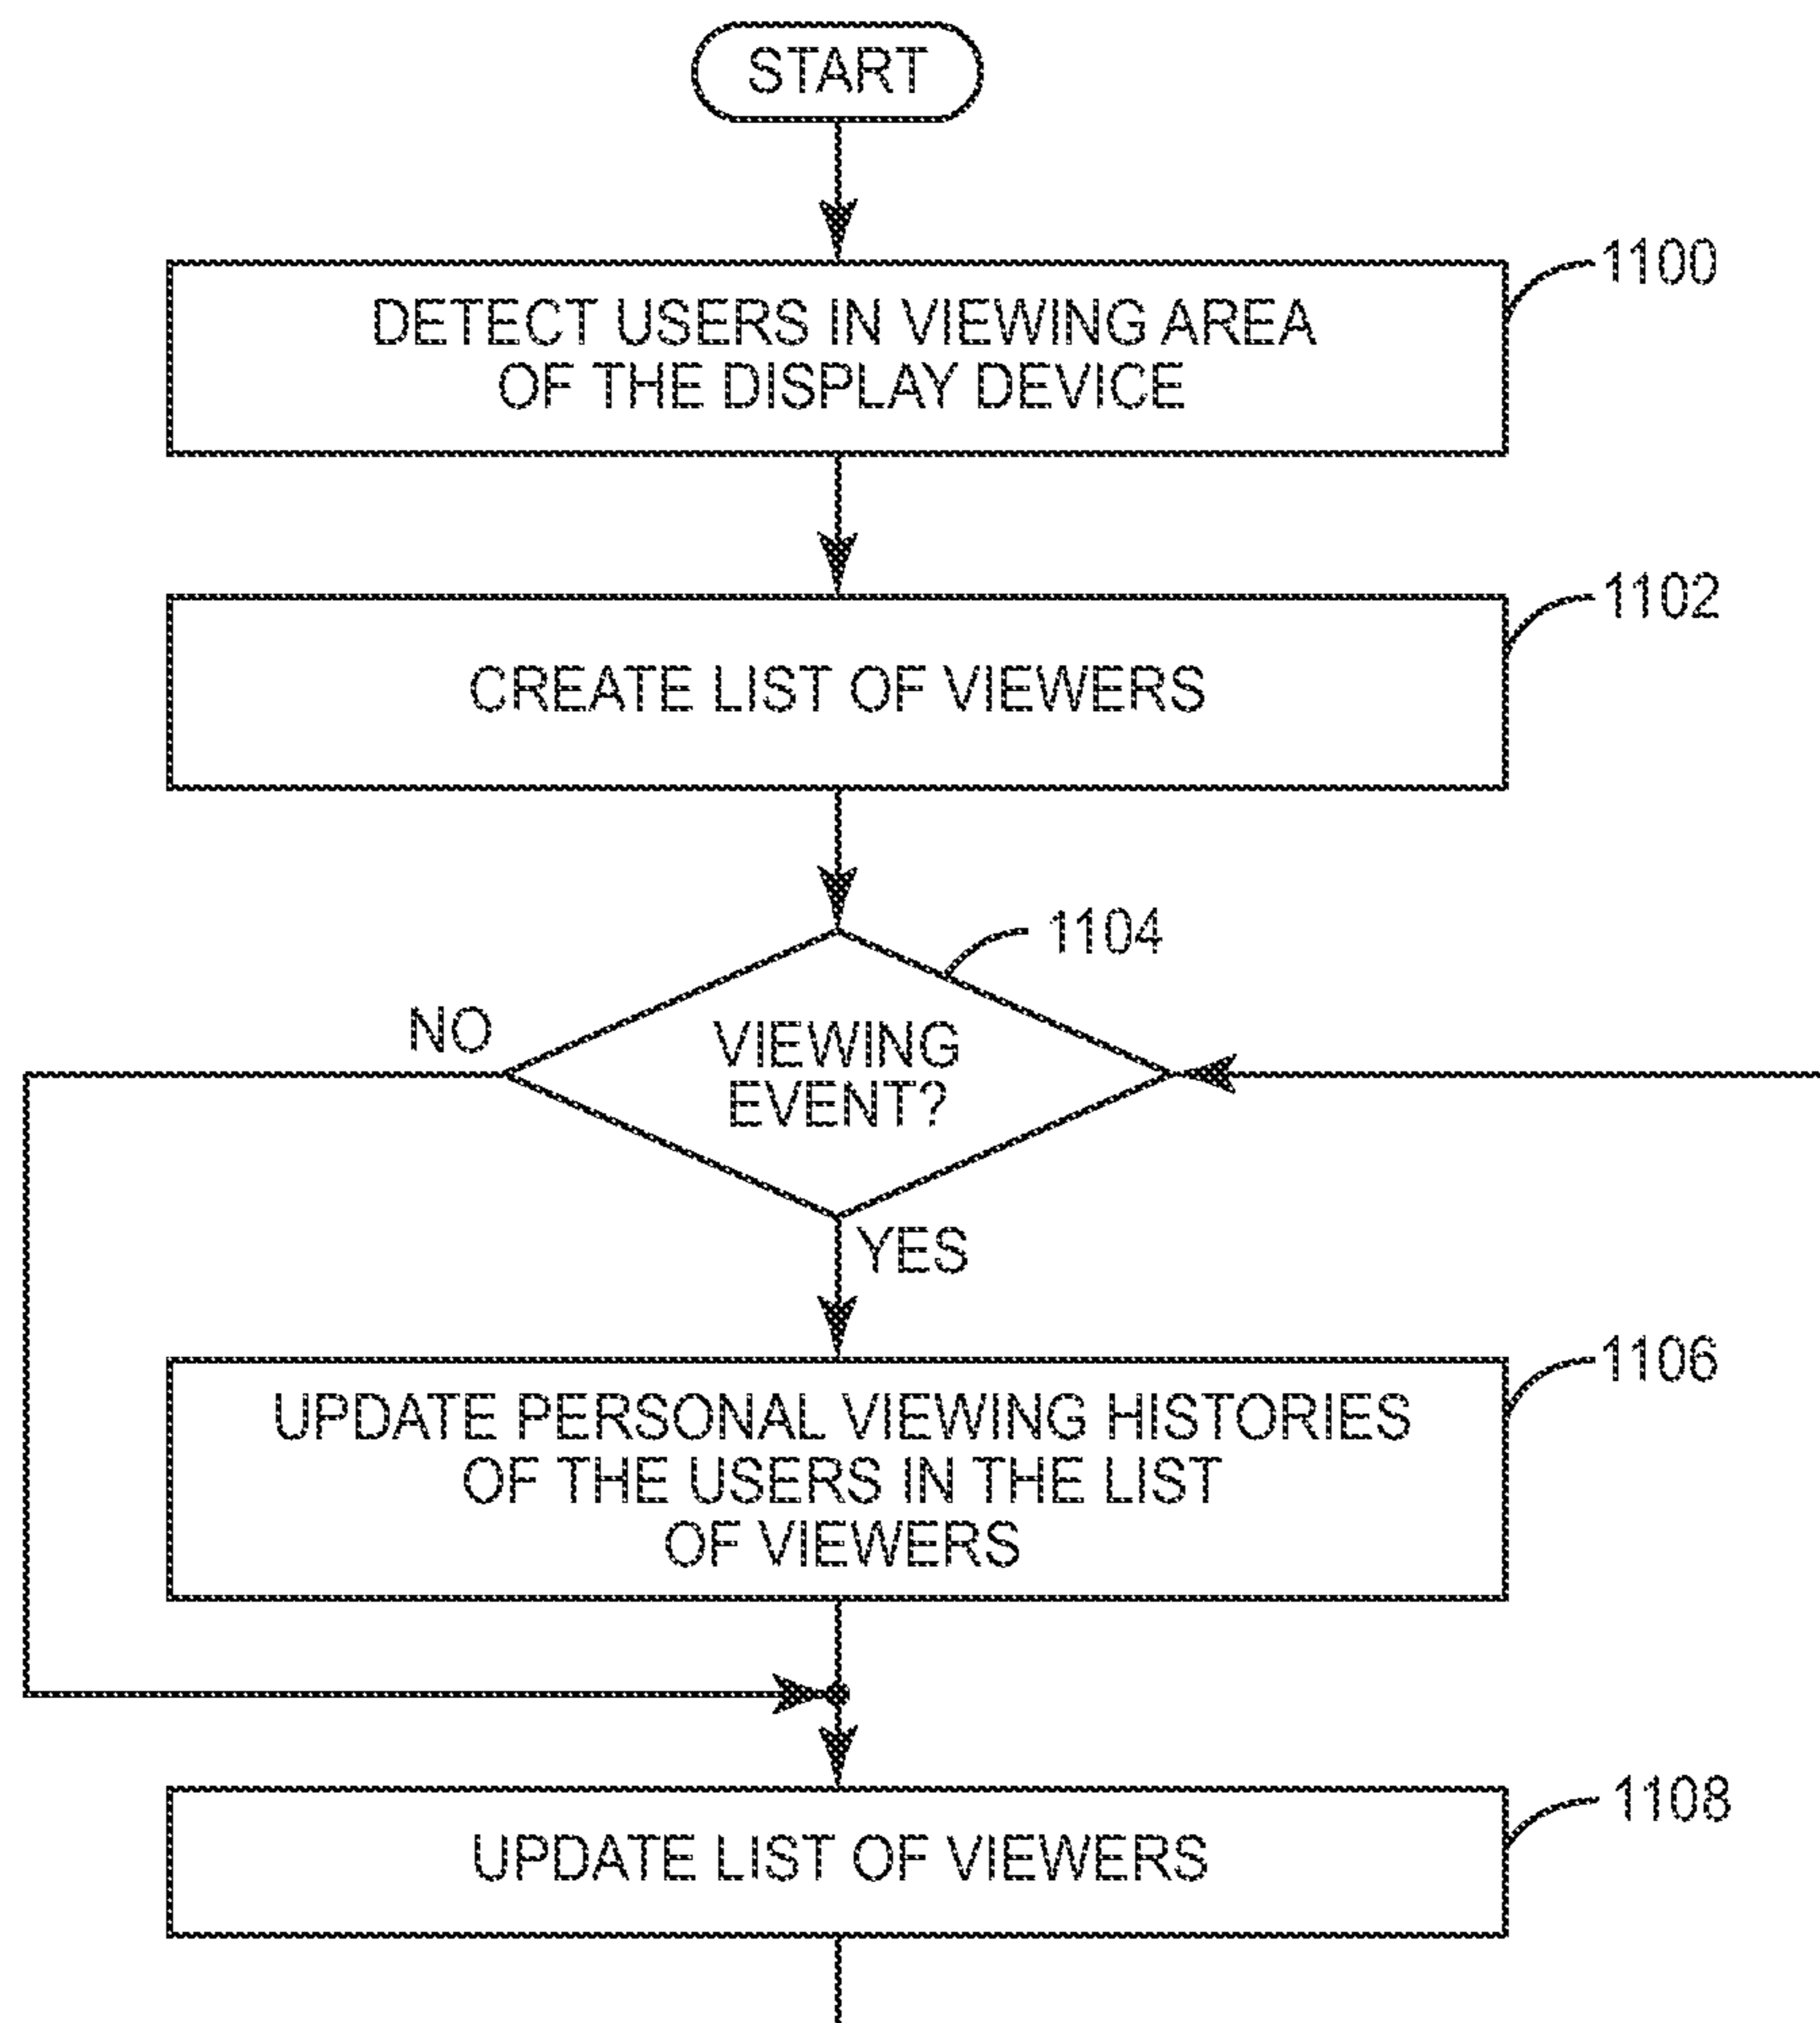 START
1100
DETECT USERS IN VIEWING AREA
OF THE DISPLAY DEVICE
1102
CREATE LIST OF VIEWERS
1104
NO
VIEWING
EVENT?
YES
1106
UPDATE PERSONAL VIEWING HISTORIES
OF THE USERS IN THE LIST
OF VIEWERS
1108
UPDATE LIST OF VIEWERS